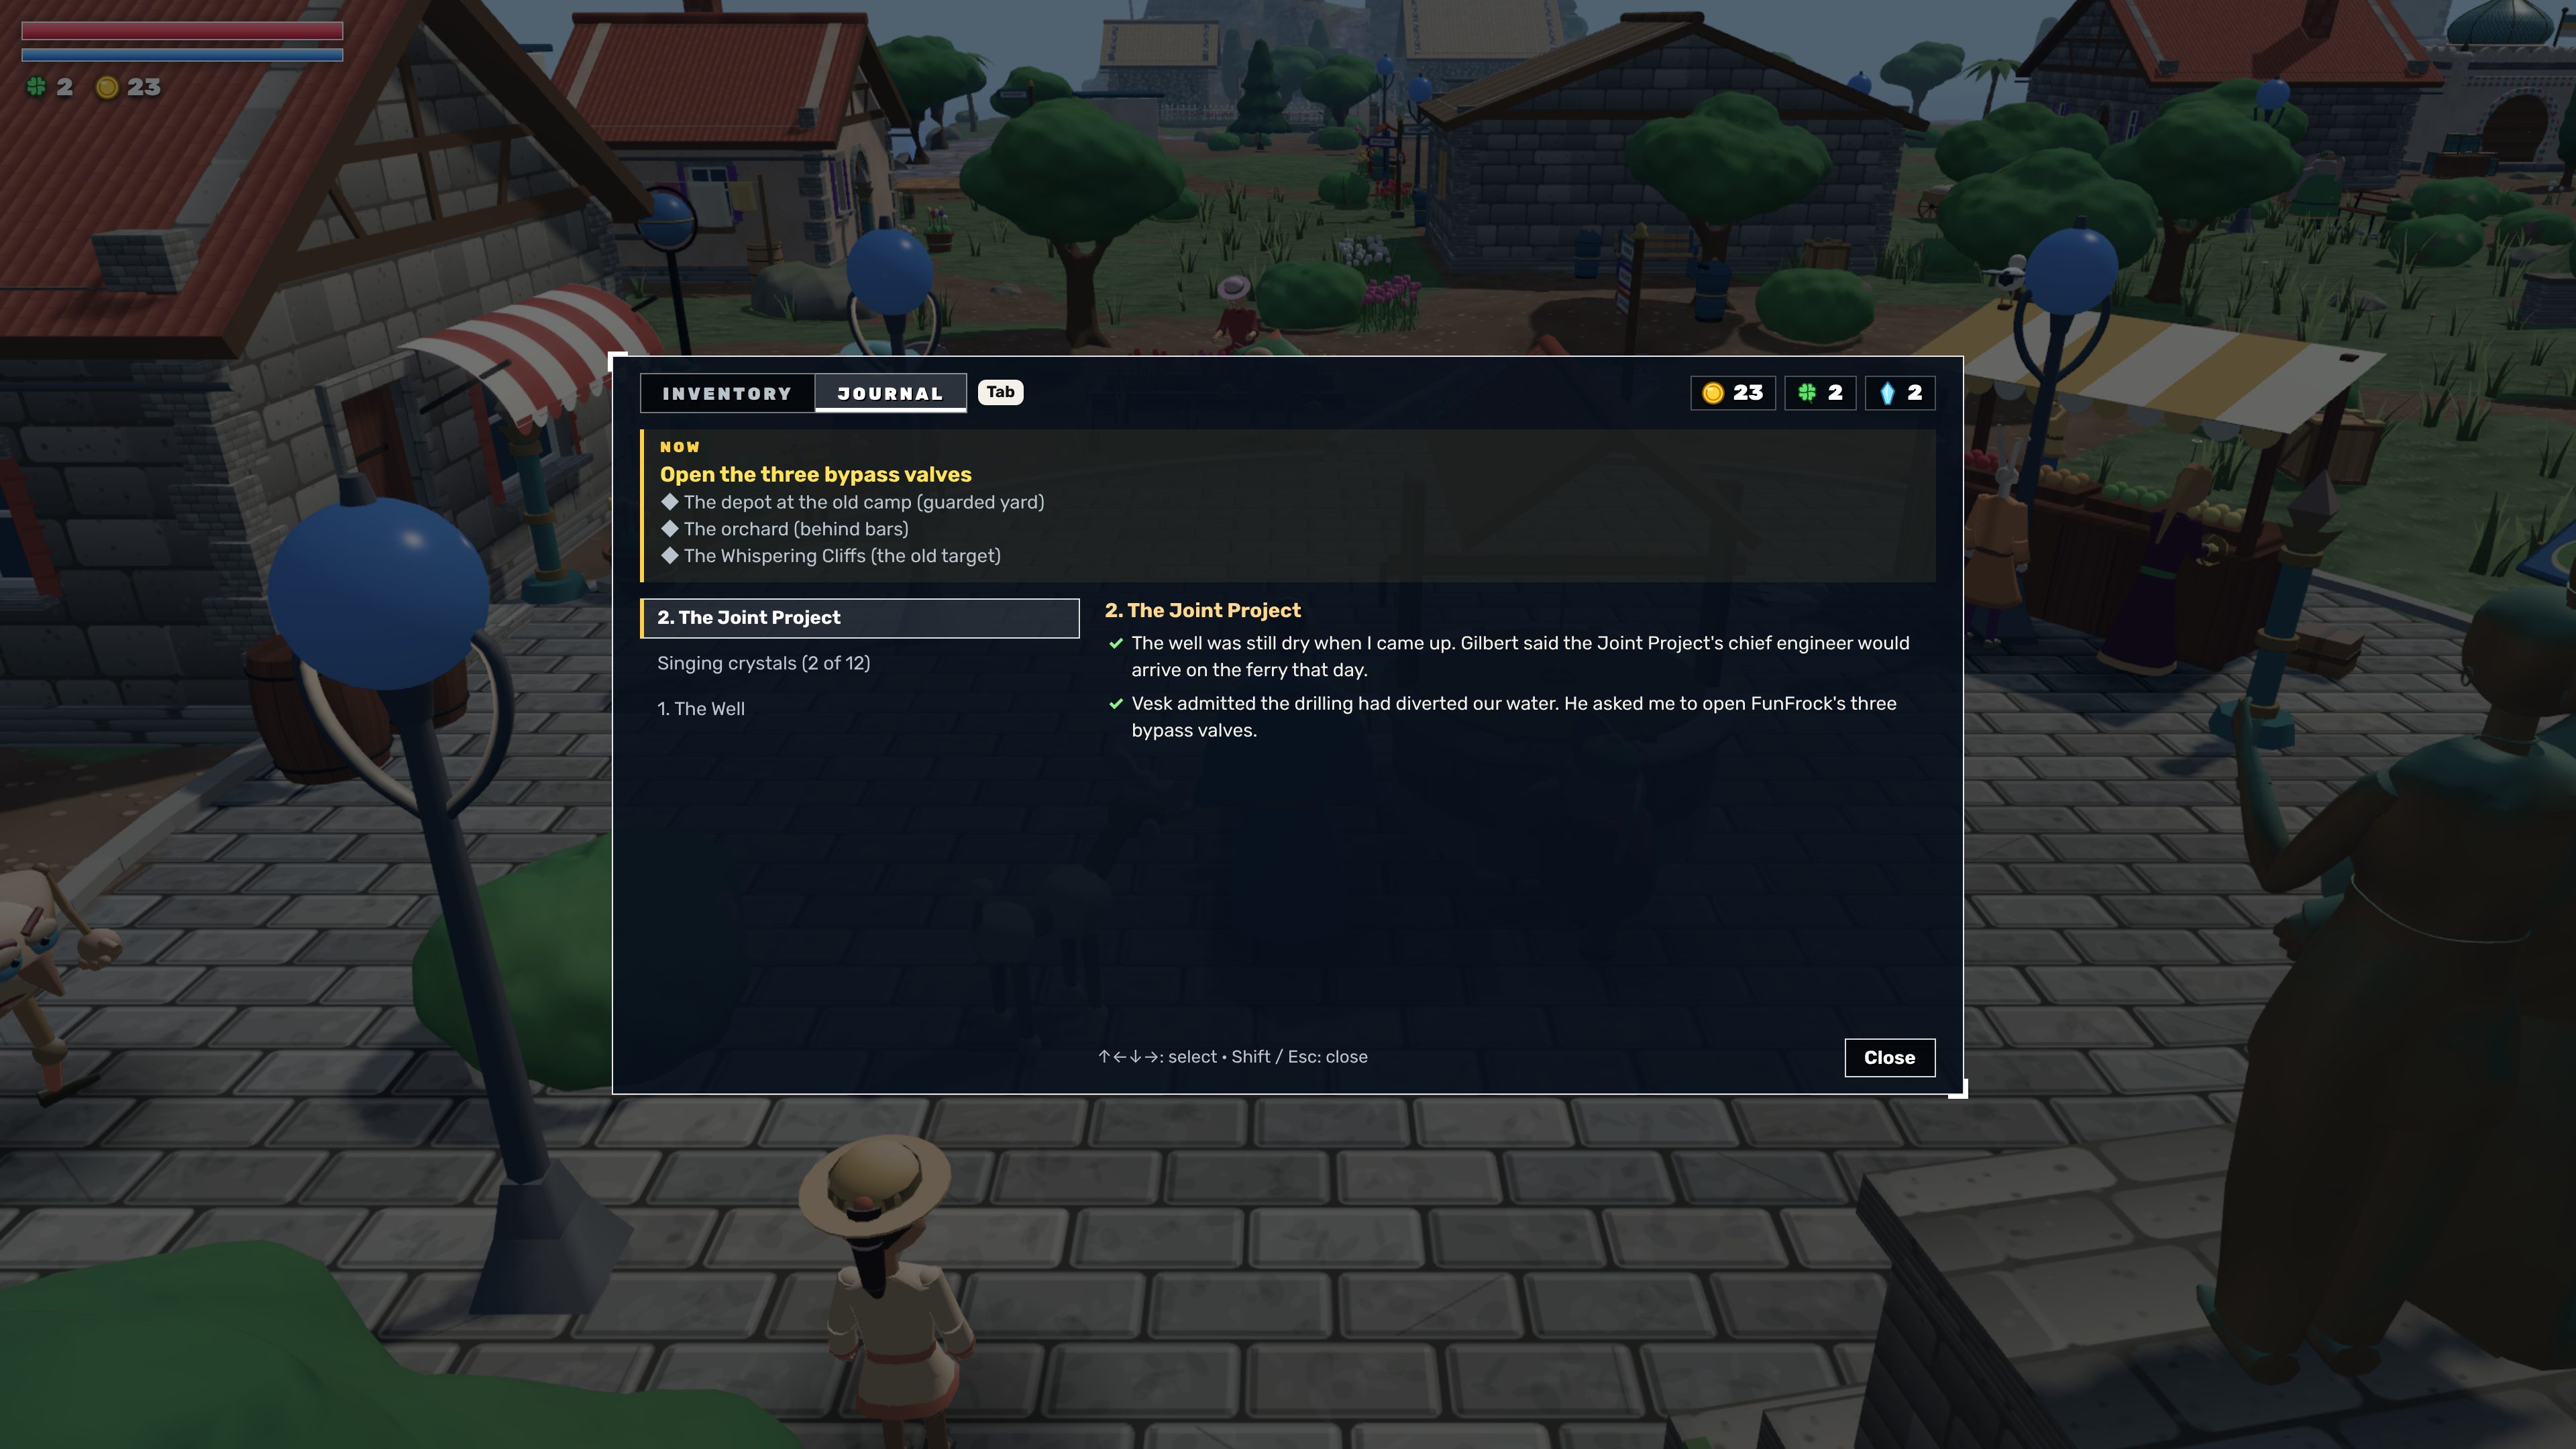 2 23
INVENTORY JOURNAL Tab 23 2 2
NOW
Open the three bypass valves
The depot at the old camp (guarded yard)
The orchard (behind bars)
The Whispering Cliffs (the old target)
2. The Joint Project
Singing crystals (2 of 12)
1. The Well
2. The Joint Project
The well was still dry when I came up. Gilbert said the Joint Project's chief engineer would
arrive on the ferry that day.
Vesk admitted the drilling had diverted our water. He asked me to open FunFrock's three
bypass valves.
↑←↓→: select • Shift / Esc: close
Close